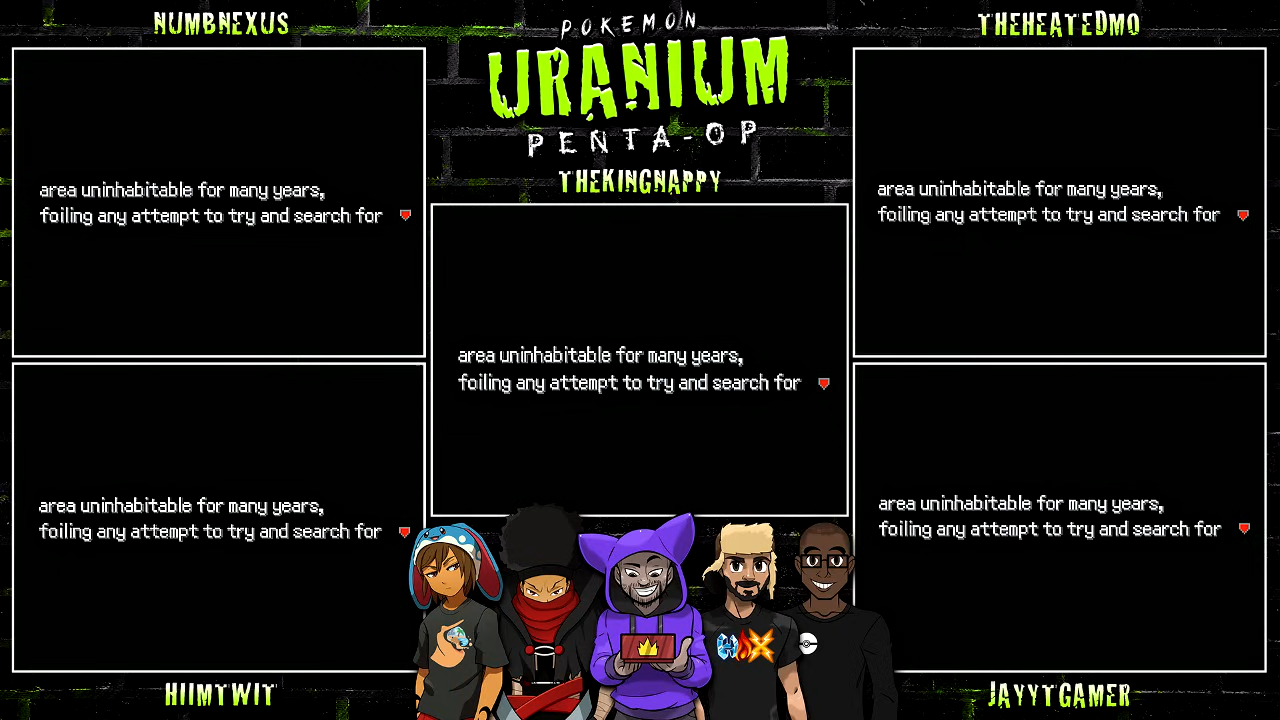 NUMBNEXUS
POKEMON
URANIUM
PENTA-OP
THEKINGNAPPY
THEHEATEDMO
area uninhabitable for many years,
foiling any attempt to try and search for
area uninhabitable for many years,
foiling any attempt to try and search for
area uninhabitable for many years,
foiling any attempt to try and search for
area uninhabitable for many years,
foiling any attempt to try and search for
area uninhabitable for many years,
foiling any attempt to try and search for
HIIMTWIT
JAYYTGAMER